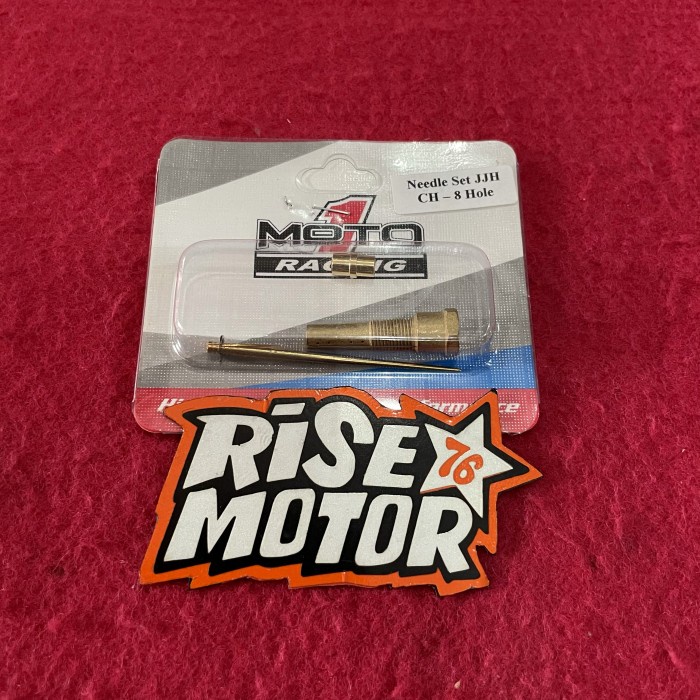 Needle Set JJH
CH – 8 Hole
1
MOTO
RACING
RiSE
76
MOTOR